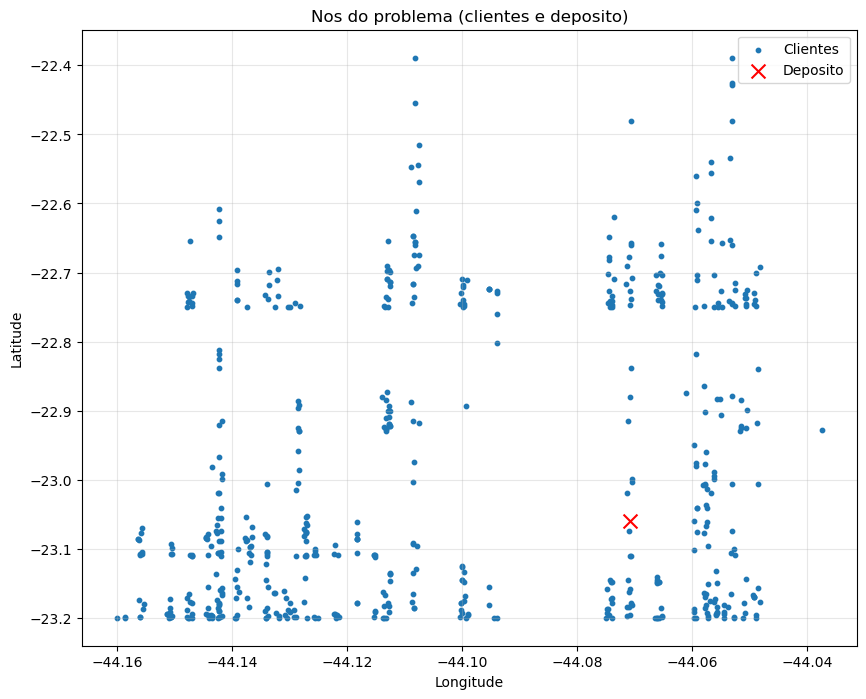 Nos do problema (clientes e deposito)
Clientes
Deposito
−22.4
−22.5
−22.6
−22.7
−22.8
−22.9
−23.0
−23.1
−23.2
Latitude
−44.16 −44.14 −44.12 −44.10 −44.08 −44.06 −44.04
Longitude